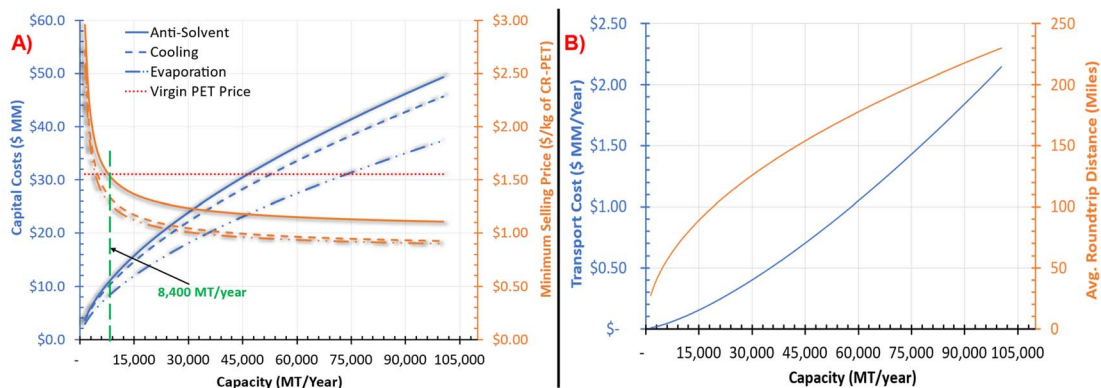 A)
Capital Costs ($ MM)
$60.0
$50.0
$40.0
$30.0
$20.0
$10.0
$0.0
Anti-Solvent
Cooling
Evaporation
Virgin PET Price
8,400 MT/year
$3.00
$2.50
$2.00
$1.50
$1.00
$0.50
$0.00
Minimum Selling Price ($/kg of CR-PET)
- 15,000 30,000 45,000 60,000 75,000 90,000 105,000
Capacity (MT/Year)
B)
Transport Cost ($ MM/Year)
$2.50
$2.00
$1.50
$1.00
$0.50
$-
250
200
150
100
50
0
Avg. Roundtrip Distance (Miles)
- 15,000 30,000 45,000 60,000 75,000 90,000 105,000
Capacity (MT/Year)